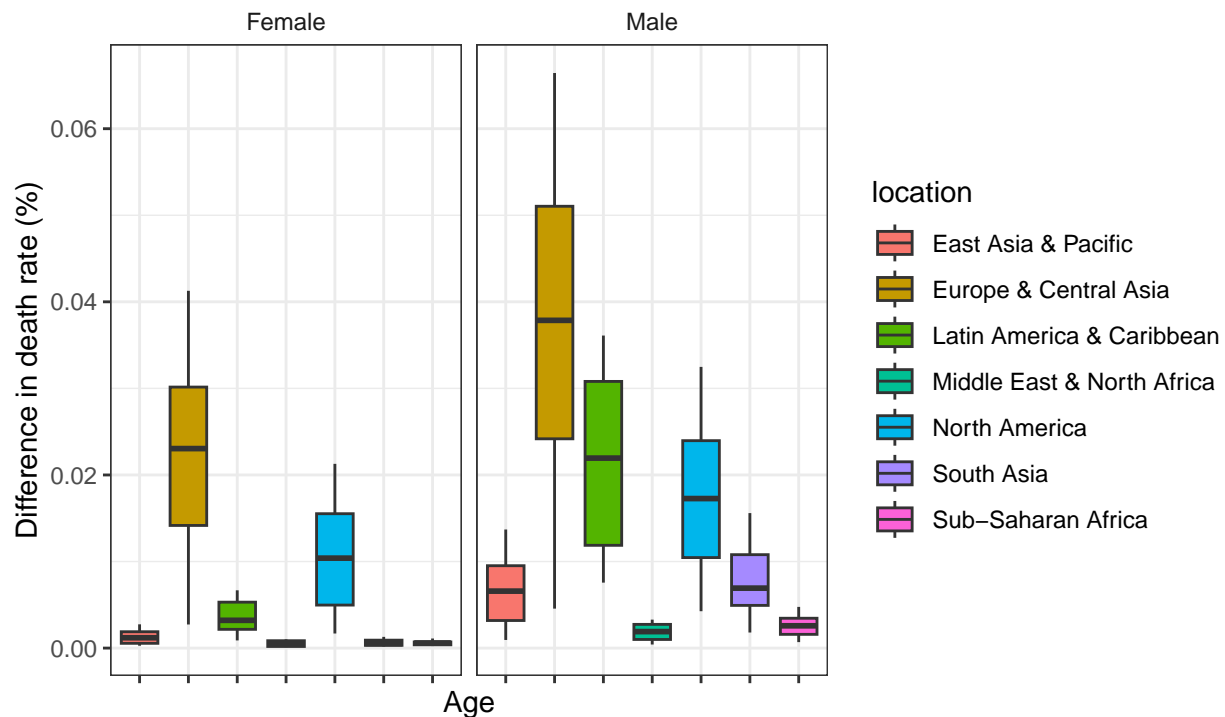 Female
Male
0.06
0.04
0.02
0.00
Difference in death rate (%)
Age
location
East Asia & Pacific
Europe & Central Asia
Latin America & Caribbean
Middle East & North Africa
North America
South Asia
Sub−Saharan Africa